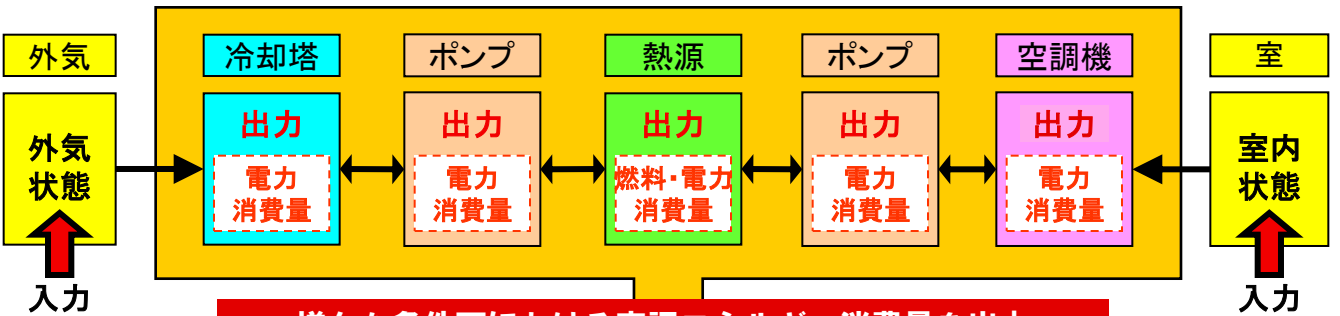 外気
冷却塔
ポンプ
熱源
ポンプ
空調機
室
外気
状態
出力
電力
消費量
出力
電力
消費量
出力
燃料・電力
消費量
出力
電力
消費量
出力
電力
消費量
室内
状態
入力
入力